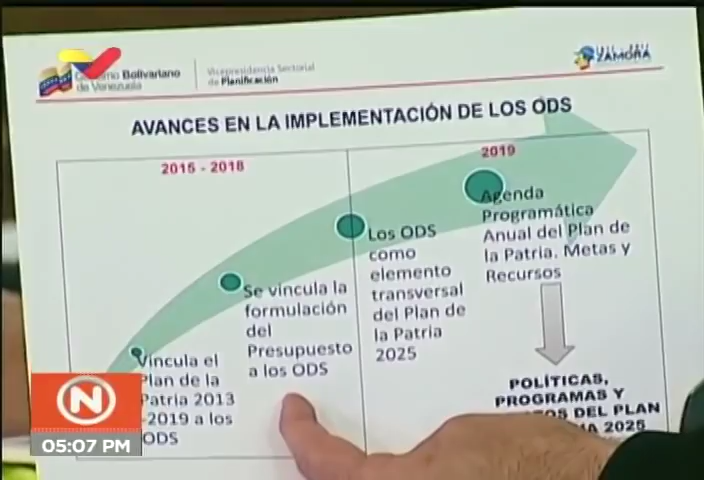 Bolivariano
de Venezuela
Vicepresidencia Sectorial
de Planificación
ZAMORA
AVANCES EN LA IMPLEMENTACIÓN DE LOS ODS
2015 - 2018
2019
Vincula el
Plan de la
Patria 2013
-2019 a los
ODS
Se vincula la
formulación
del
Presupuesto
a los ODS
Los ODS
como
elemento
transversal
del Plan de
la Patria
2025
Agenda
Programática
Anual del Plan de
la Patria. Metas y
Recursos
POLÍTICAS,
PROGRAMAS Y
DEL PLAN
2025
N
05:07 PM